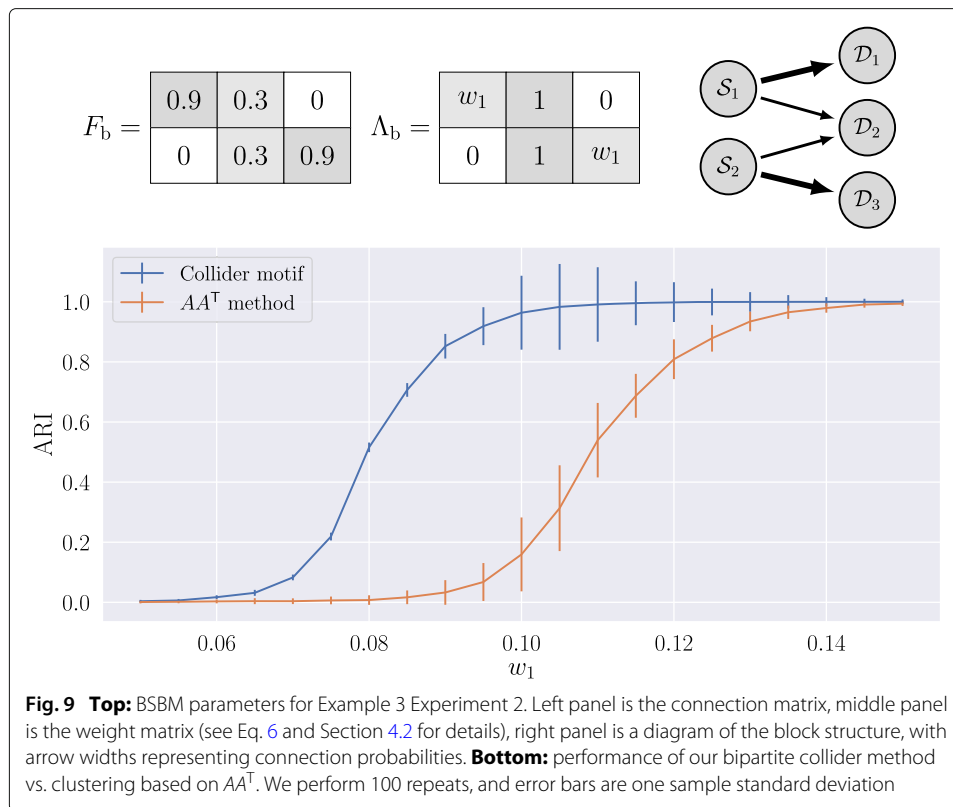 F_b = 0.9 0.3 0
0 0.3 0.9
Λ_b = w_1 1 0
0 1 w_1
S_1
S_2
D_1
D_2
D_3
Collider motif
AA^T method
ARI
1.0
0.8
0.6
0.4
0.2
0.0
0.06 0.08 0.10 0.12 0.14
w_1
Fig. 9 Top: BSBM parameters for Example 3 Experiment 2. Left panel is the connection matrix, middle panel
is the weight matrix (see Eq. 6 and Section 4.2 for details), right panel is a diagram of the block structure, with
arrow widths representing connection probabilities. Bottom: performance of our bipartite collider method
vs. clustering based on AA^T. We perform 100 repeats, and error bars are one sample standard deviation